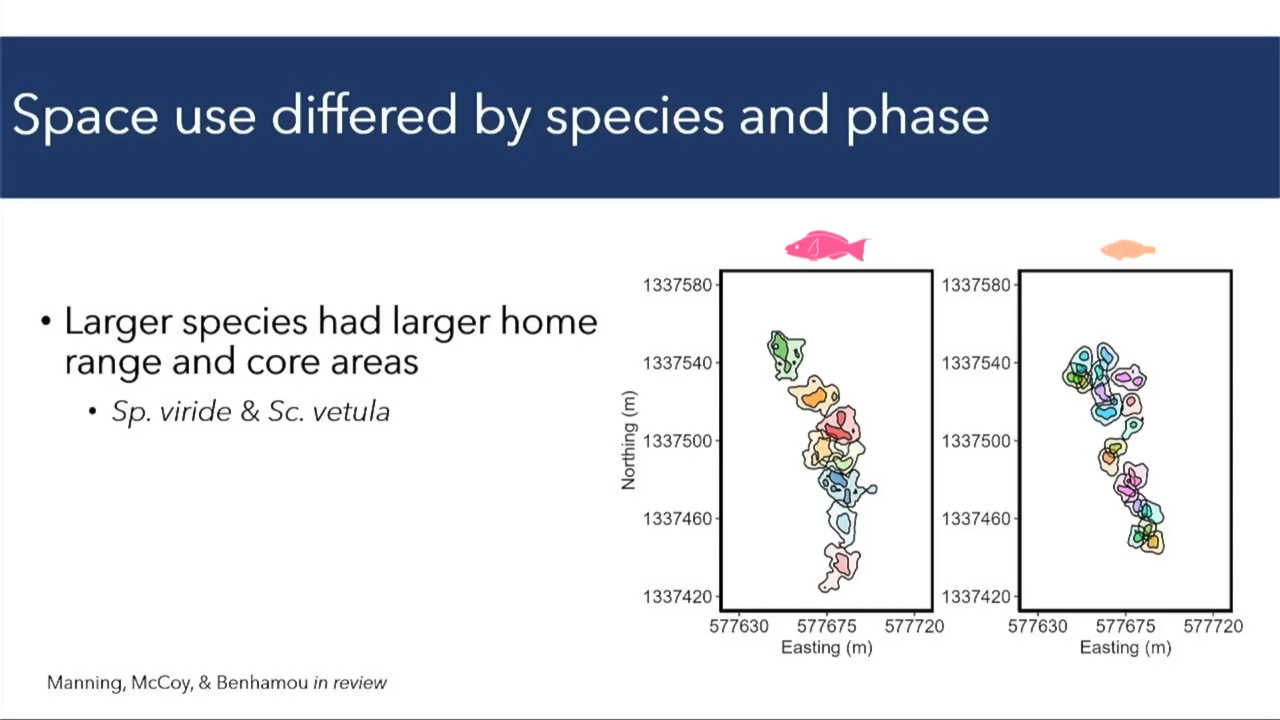 Space use differed by species and phase
• Larger species had larger home
range and core areas
• Sp. viride & Sc. vetula
Northing (m)
1337580
1337540
1337500
1337460
1337420
577630 577675 577720
Easting (m)
1337580
1337540
1337500
1337460
1337420
577630 577675 577720
Easting (m)
Manning, McCoy, & Benhamou in review